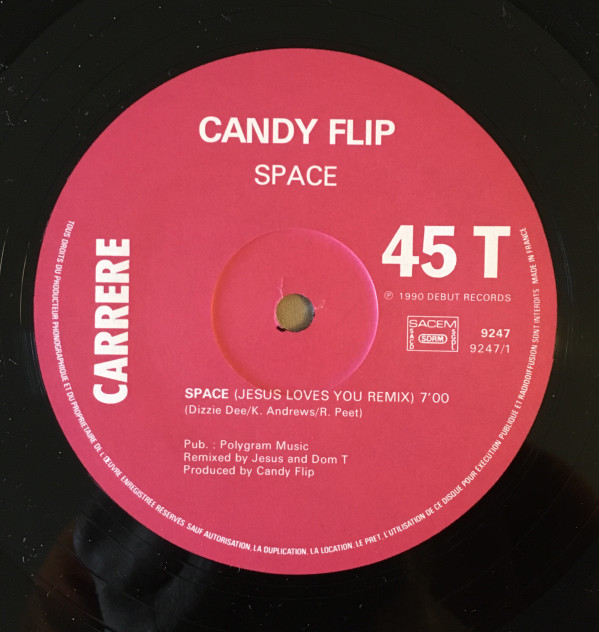 CANDY FLIP
SPACE
CARRERE
45 T
℗ 1990 DEBUT RECORDS
SACEM
SACD
SDRM
SGDL
9247
9247/1
SPACE (JESUS LOVES YOU REMIX) 7'00
(Dizzie Dee/K. Andrews/R. Peet)
Pub. : Polygram Music
Remixed by Jesus and Dom T
Produced by Candy Flip
TOUS DROITS DU PRODUCTEUR PHONOGRAPHIQUE ET DU PROPRIETAIRE DE L'ŒUVRE ENREGISTREE RESERVES SAUF AUTORISATION, LA DUPLICATION, LA LOCATION, LE PRET, L'UTILISATION DE CE DISQUE POUR EXECUTION PUBLIQUE ET RADIODIFFUSION SONT INTERDITS MADE IN FRANCE